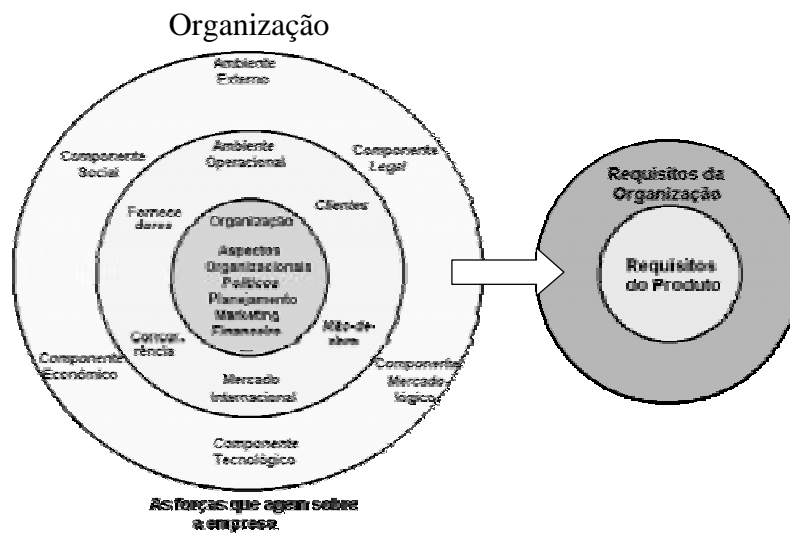 Organização
Ambiente
Externo
Componente
Social
Ambiente
Operacional
Componente
Legal
Fornece
dores
Clientes
Organização
Aspectos
Organizacionais
Políticos
Planejamento
Marketing
Financeiro
Concor-
rência
Mão-de-
obra
Componente
Económico
Mercado
Internacional
Componente
Mercado-
lógico
Componente
Tecnológico
As forças que agem sobre
a empresa.
Requisitos da
Organização
Requisitos
do Produto